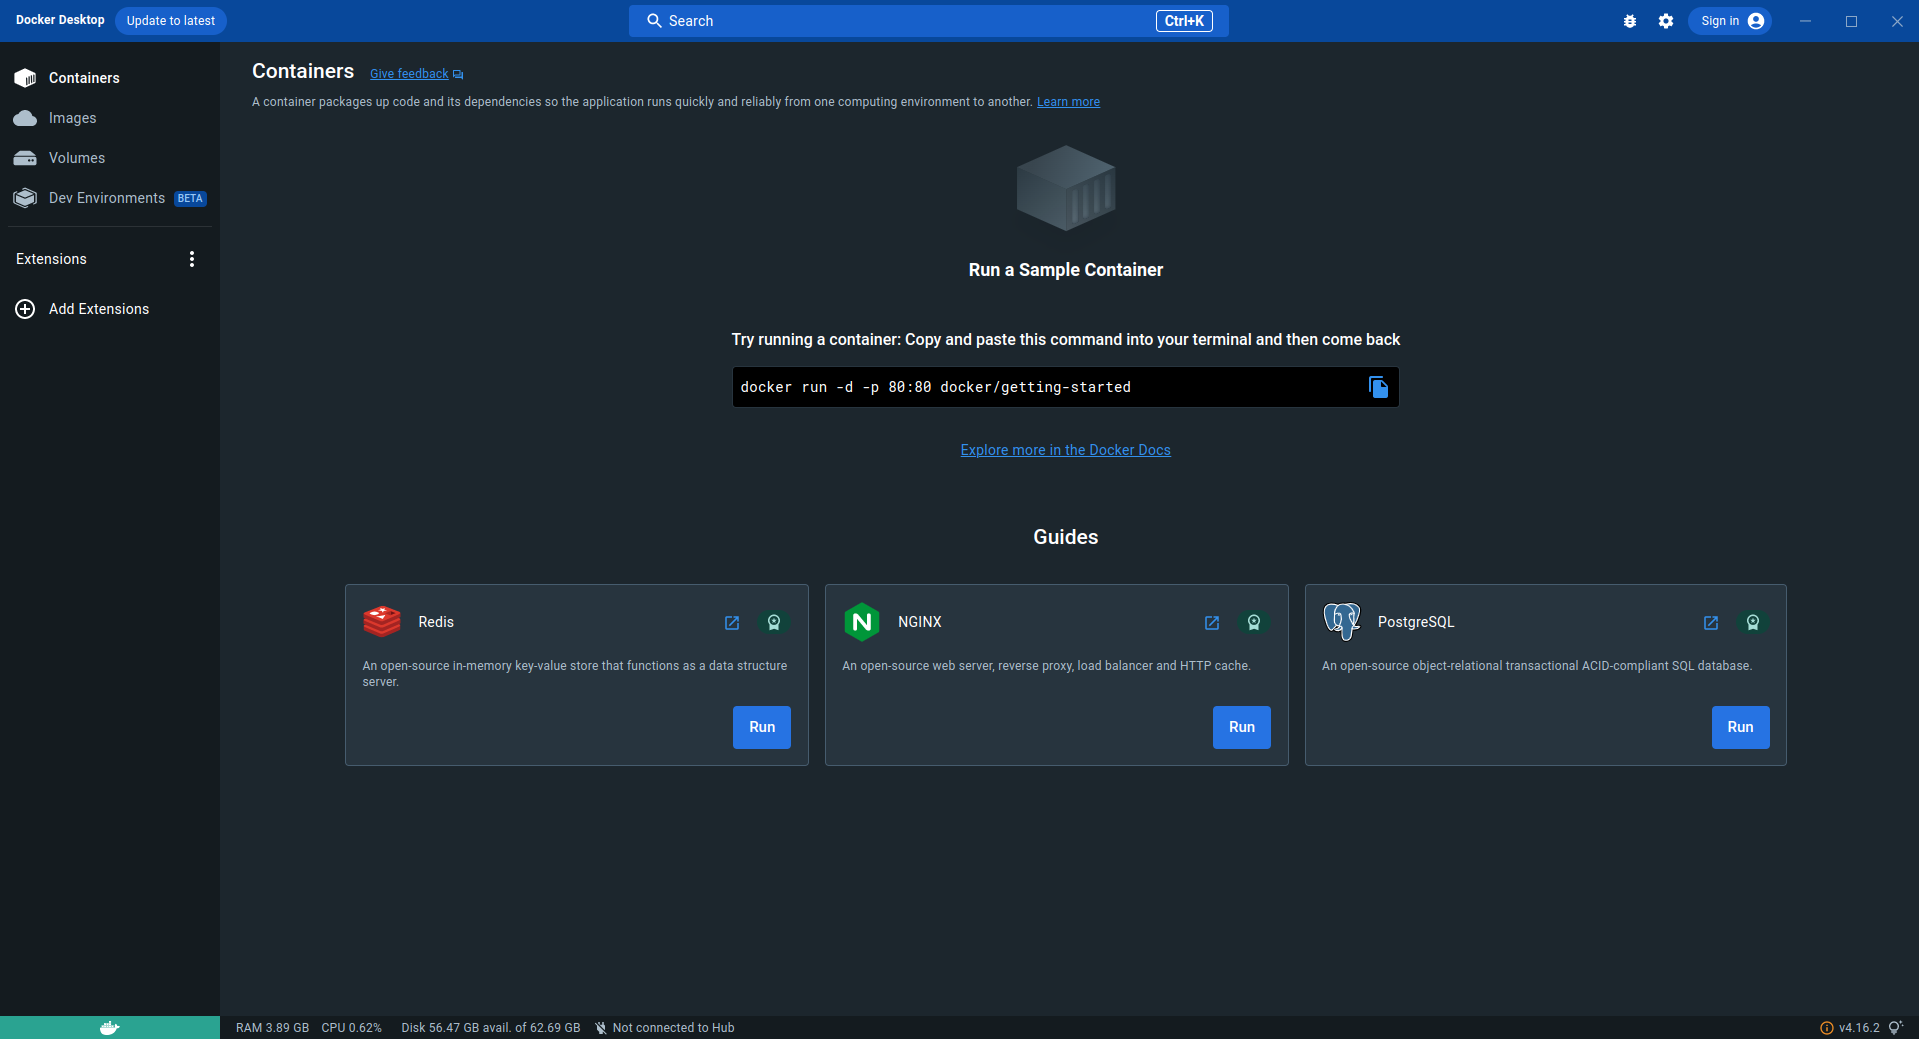 Docker Desktop
Update to latest
Search
Ctrl+K
Sign in
Containers
Images
Volumes
Dev Environments BETA
Extensions
Add Extensions
Containers
Give feedback
A container packages up code and its dependencies so the application runs quickly and reliably from one computing environment to another. Learn more
Run a Sample Container
Try running a container: Copy and paste this command into your terminal and then come back
docker run -d -p 80:80 docker/getting-started
Explore more in the Docker Docs
Guides
Redis
An open-source in-memory key-value store that functions as a data structure
server.
Run
NGINX
An open-source web server, reverse proxy, load balancer and HTTP cache.
Run
PostgreSQL
An open-source object-relational transactional ACID-compliant SQL database.
Run
RAM 3.89 GB CPU 0.62% Disk 56.47 GB avail. of 62.69 GB Not connected to Hub
v4.16.2